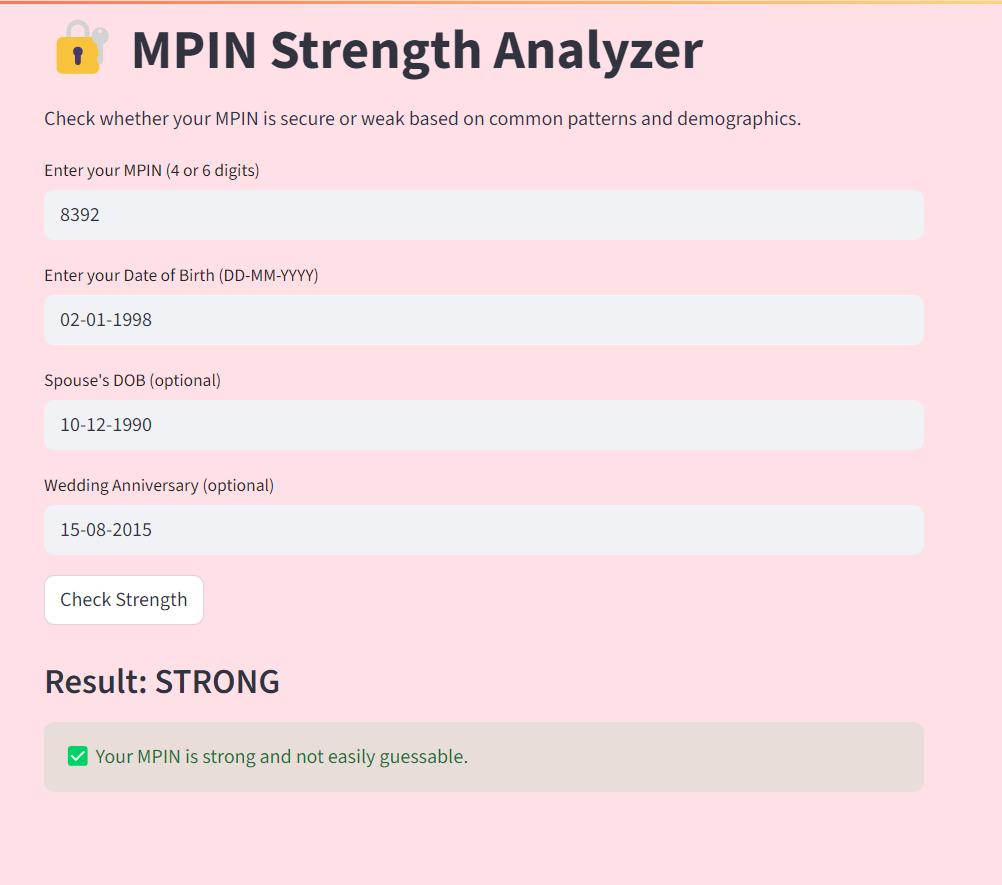 MPIN Strength Analyzer
Check whether your MPIN is secure or weak based on common patterns and demographics.
Enter your MPIN (4 or 6 digits)
8392
Enter your Date of Birth (DD-MM-YYYY)
02-01-1998
Spouse's DOB (optional)
10-12-1990
Wedding Anniversary (optional)
15-08-2015
Check Strength
Result: STRONG
Your MPIN is strong and not easily guessable.